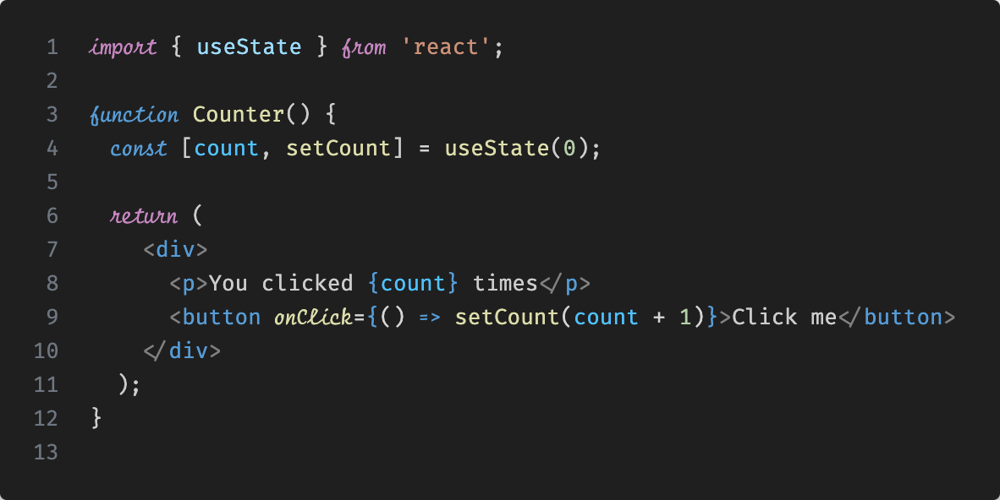 1 import { useState } from 'react';
2
3 function Counter() {
4   const [count, setCount] = useState(0);
5
6   return (
7     <div>
8       <p>You clicked {count} times</p>
9       <button onClick={() => setCount(count + 1)}>Click me</button>
10     </div>
11   );
12 }
13